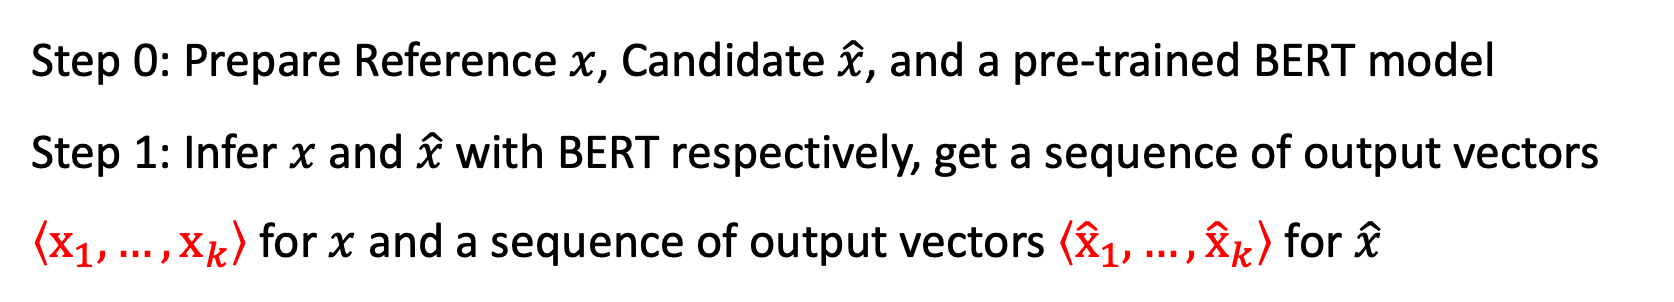 Step 0: Prepare Reference 𝑥, Candidate 𝑥̂, and a pre-trained BERT model
Step 1: Infer 𝑥 and 𝑥̂ with BERT respectively, get a sequence of output vectors
⟨x₁, … , xₖ⟩ for 𝑥 and a sequence of output vectors ⟨x̂₁, … , x̂ₖ⟩ for 𝑥̂